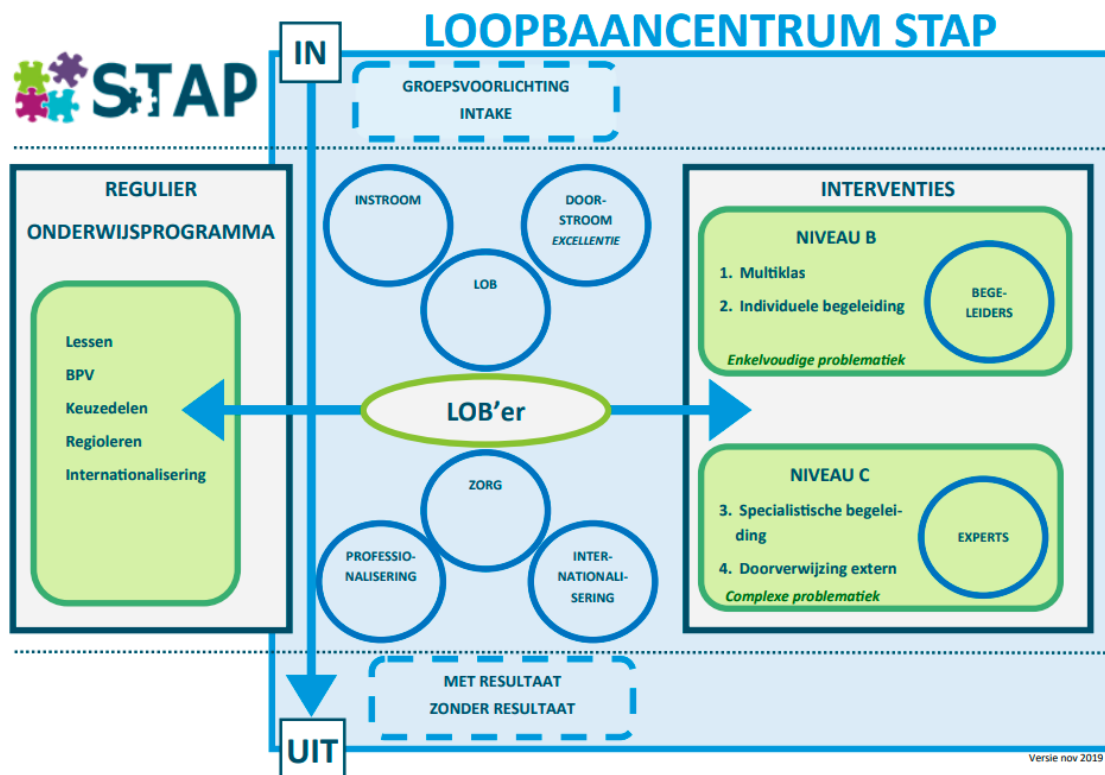 LOOPBAANCENTRUM STAP
IN
STAP
GROEPSVOORLICHTING
INTAKE
REGULIER
ONDERWIJSPROGRAMMA
Lessen
BPV
Keuzedelen
Regioleren
Internationalisering
INSTROOM
DOOR-
STROOM
EXCELLENTIE
LOB
LOB'er
ZORG
PROFESSIO-
NALISERING
INTER-
NATIONALI-
SERING
INTERVENTIES
NIVEAU B
1. Multiklas
2. Individuele begeleiding
Enkelvoudige problematiek
BEGE-
LEIDERS
NIVEAU C
3. Specialistische begelei-
ding
4. Doorverwijzing extern
Complexe problematiek
EXPERTS
MET RESULTAAT
ZONDER RESULTAAT
UIT
Versie nov 2019